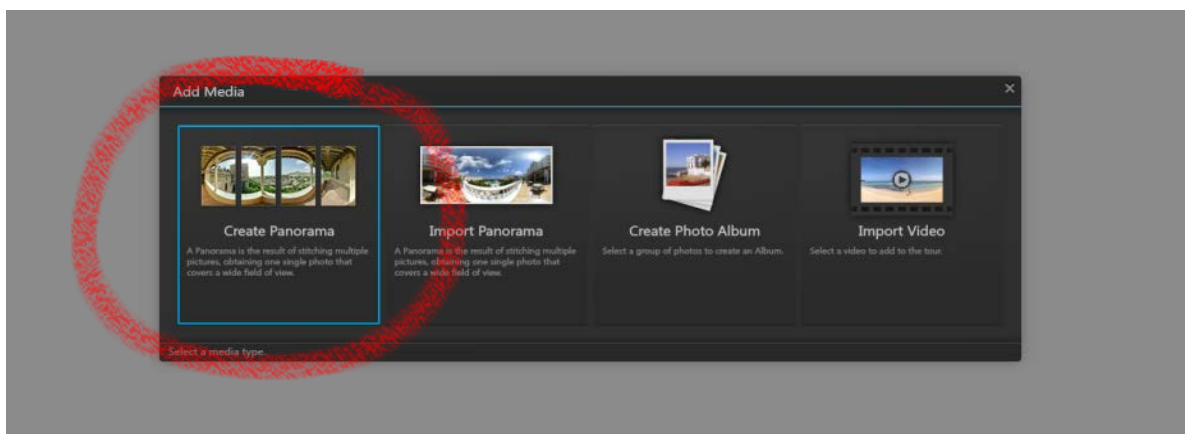 Add Media
Create Panorama
A Panorama is the result of stitching multiple
pictures, obtaining one single photo that
covers a wide field of view.
Import Panorama
A Panorama is the result of stitching multiple
pictures, obtaining one single photo that
covers a wide field of view.
Create Photo Album
Select a group of photos to create an Album.
Import Video
Select a video to add to the tour.
Select a media type.